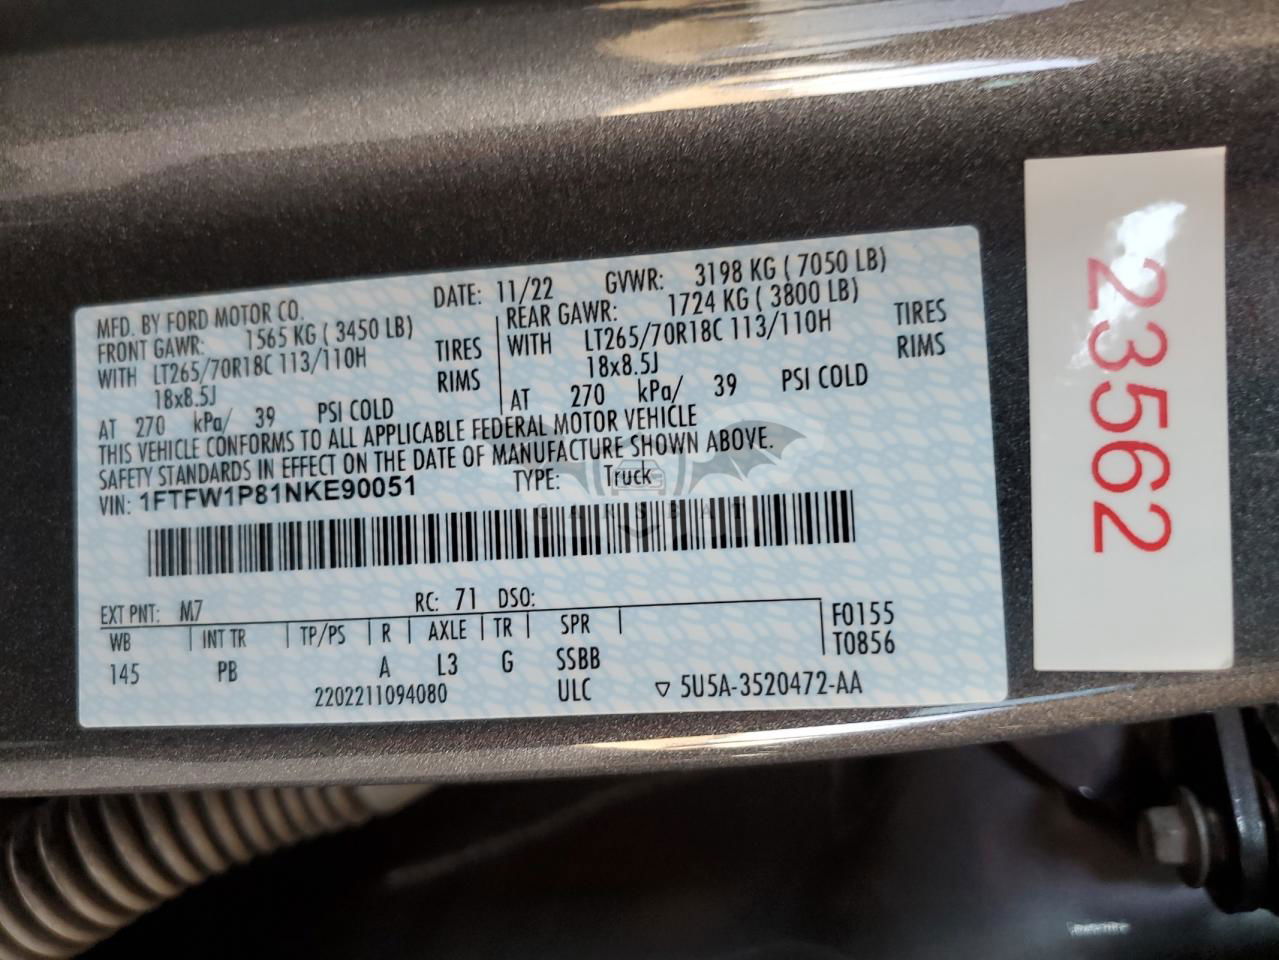 MFD. BY FORD MOTOR CO.
DATE: 11/22 GVWR: 3198 KG ( 7050 LB)
FRONT GAWR: 1565 KG ( 3450 LB) REAR GAWR: 1724 KG ( 3800 LB)
WITH LT265/70R18C 113/110H TIRES WITH LT265/70R18C 113/110H TIRES
18x8.5J RIMS 18x8.5J RIMS
AT 270 kPa/ 39 PSI COLD AT 270 kPa/ 39 PSI COLD
THIS VEHICLE CONFORMS TO ALL APPLICABLE FEDERAL MOTOR VEHICLE
SAFETY STANDARDS IN EFFECT ON THE DATE OF MANUFACTURE SHOWN ABOVE.
VIN: 1FTFW1P81NKE90051 TYPE: Truck
CARSBAT
EXT PNT: M7 RC: 71 DSO:
WB INT TR TP/PS R AXLE TR SPR F0155
145 PB A L3 G SSBB T0856
2202211094080 ULC ▽ 5U5A-3520472-AA
23562